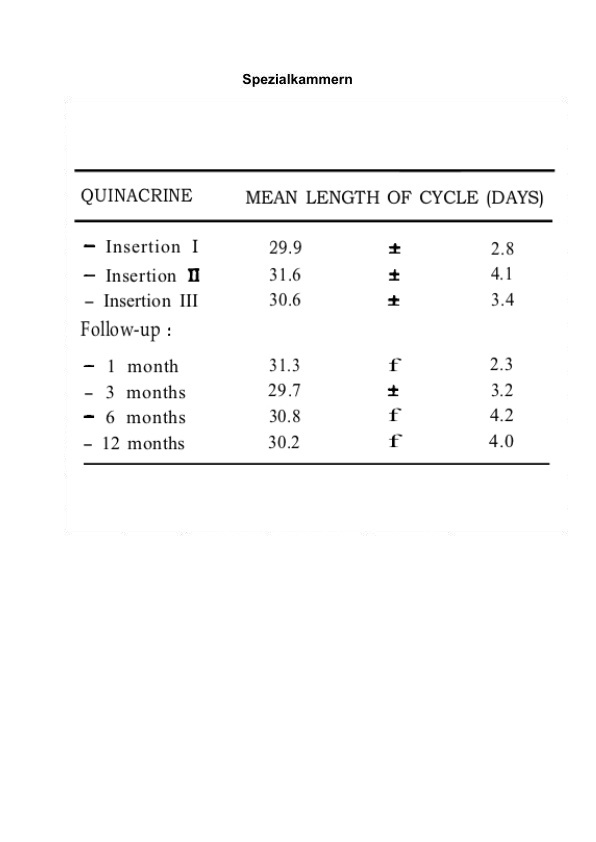 Spezialkammern
QUINACRINE MEAN LENGTH OF CYCLE (DAYS)
– Insertion I 29.9 ± 2.8
– Insertion II 31.6 ± 4.1
– Insertion III 30.6 ± 3.4
Follow-up :
– 1 month 31.3 f 2.3
– 3 months 29.7 ± 3.2
– 6 months 30.8 f 4.2
– 12 months 30.2 f 4.0